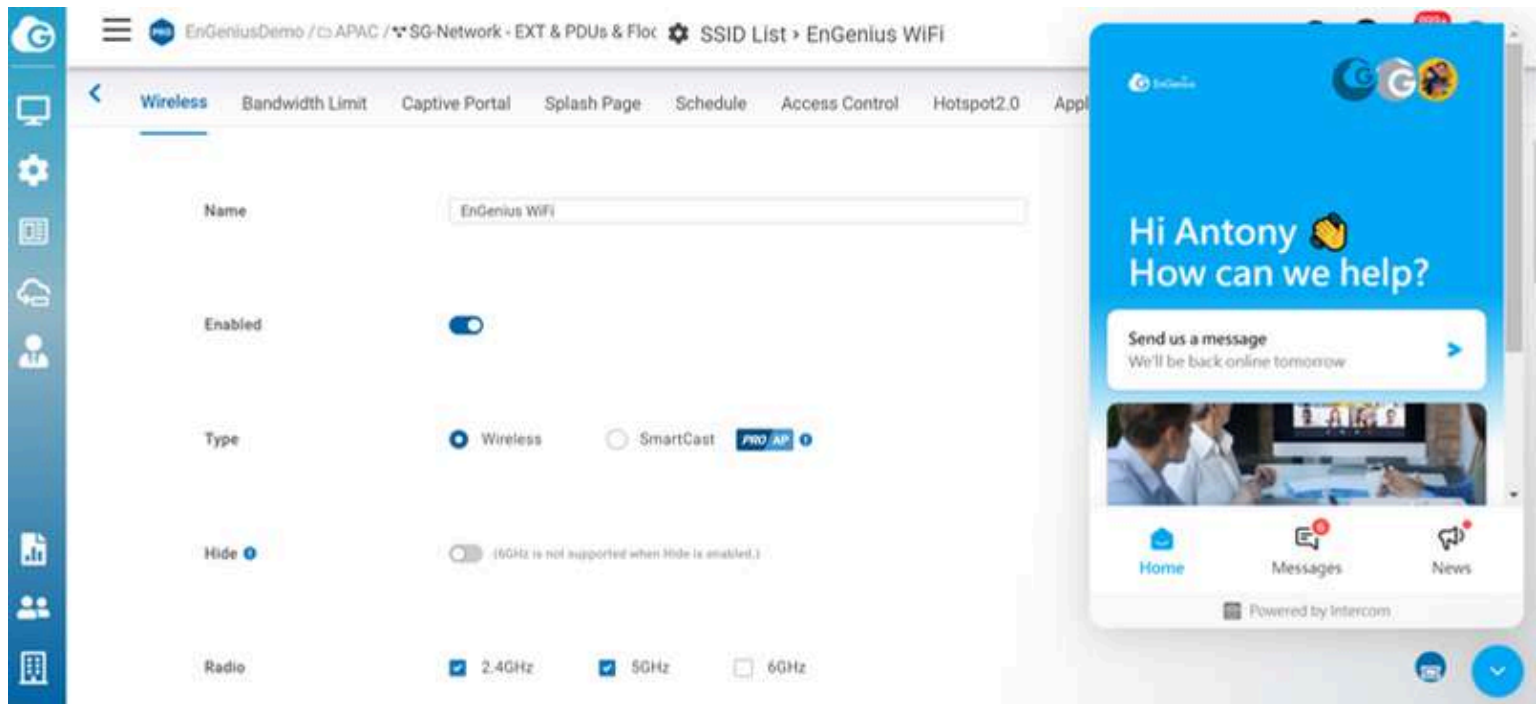 EnGeniusDemo / APAC / SG-Network - EXT & PDUs & Floc SSID List › EnGenius WiFi
Wireless Bandwidth Limit Captive Portal Splash Page Schedule Access Control Hotspot2.0 Appl
Name EnGenius WiFi
Enabled
Type Wireless SmartCast PRO AP
Hide (6GHz is not supported when Hide is enabled.)
Radio 2.4GHz 5GHz 6GHz
EnGenius
Hi Antony
How can we help?
Send us a message
We'll be back online tomorrow
6
Home Messages News
Powered by Intercom